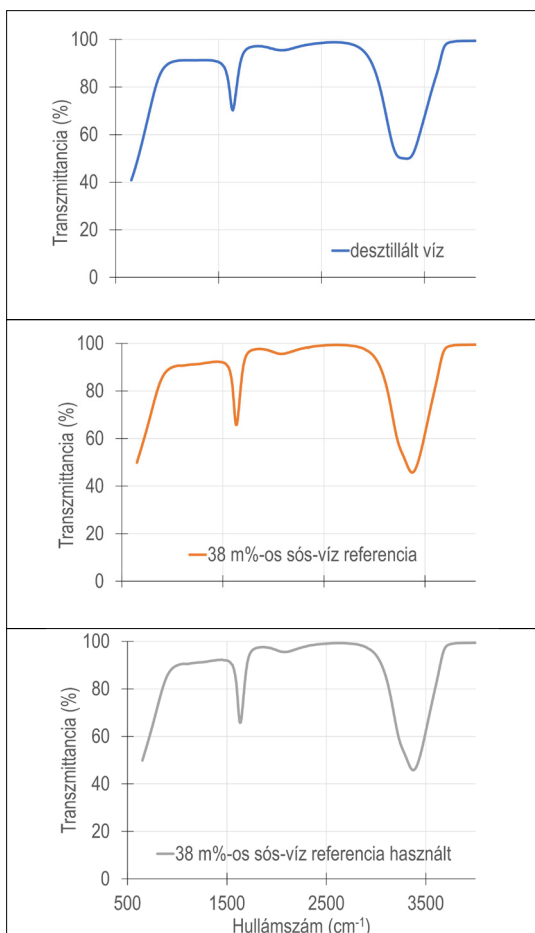 100
80
60
40
20
0
Transzmittancia (%)
desztillált víz
100
80
60
40
20
0
Transzmittancia (%)
38 m%-os sós-víz referencia
100
80
60
40
20
0
Transzmittancia (%)
38 m%-os sós-víz referencia használt
500 1500 2500 3500
Hullámszám (cm⁻¹)